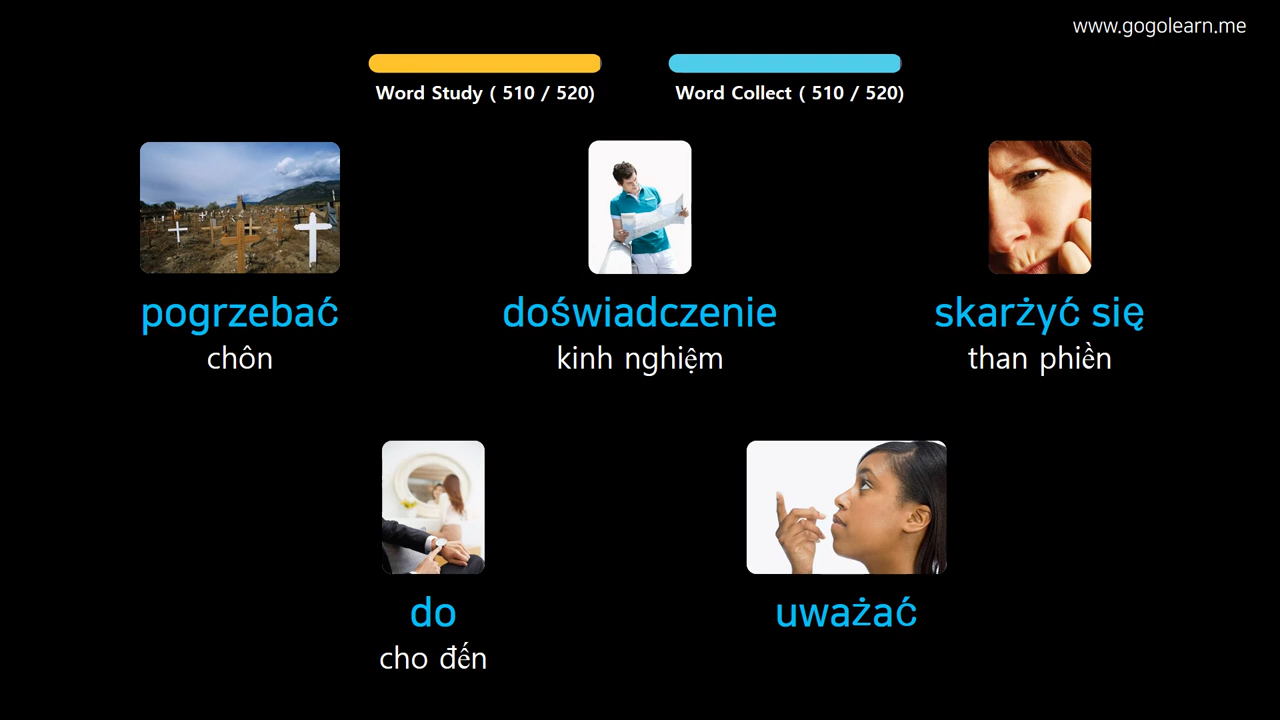 www.gogolearn.me
Word Study ( 510 / 520)
Word Collect ( 510 / 520)
pogrzebać
chôn
doświadczenie
kinh nghiệm
skarżyć się
than phiền
do
cho đến
uważać